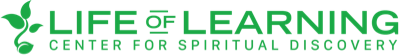 LIFE OF LEARNING
CENTER FOR SPIRITUAL DISCOVERY